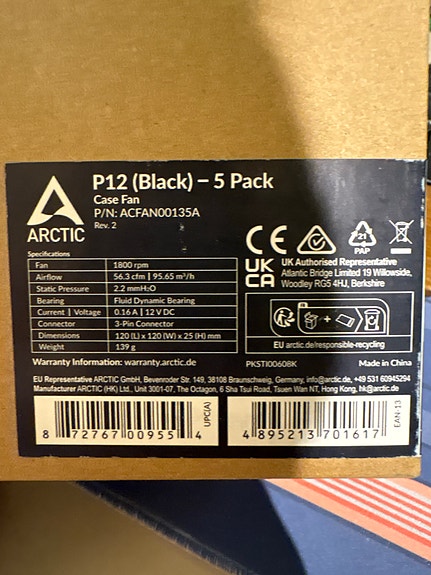 P12 (Black) – 5 Pack
Case Fan
P/N: ACFAN00135A
Rev. 2
ARCTIC
Specifications
Fan 1800 rpm
Airflow 56.3 cfm | 95.65 m³/h
Static Pressure 2.2 mmH₂O
Bearing Fluid Dynamic Bearing
Current | Voltage 0.16 A | 12 V DC
Connector 3-Pin Connector
Dimensions 120 (L) x 120 (W) x 25 (H) mm
Weight 139 g
Warranty Information: warranty.arctic.de
CE
21
PAP
UK
CA
UK Authorised Representative
Atlantic Bridge Limited 19 Willowside,
Woodley RG5 4HJ, Berkshire
EU arctic.de/responsible-recycling
PKSTI00608K
Made in China
EU Representative ARCTIC GmbH, Bevenroder Str. 149, 38108 Braunschweig, Germany, info@arctic.de, +49 531 60945294
Manufacturer ARCTIC (HK) Ltd., Unit 3001-07, The Octagon, 6 Sha Tsui Road, Tsuen Wan NT, Hong Kong, hk@arctic.de
8 72767 00955 4
UPC(A)
4 895213 701617
EAN-13